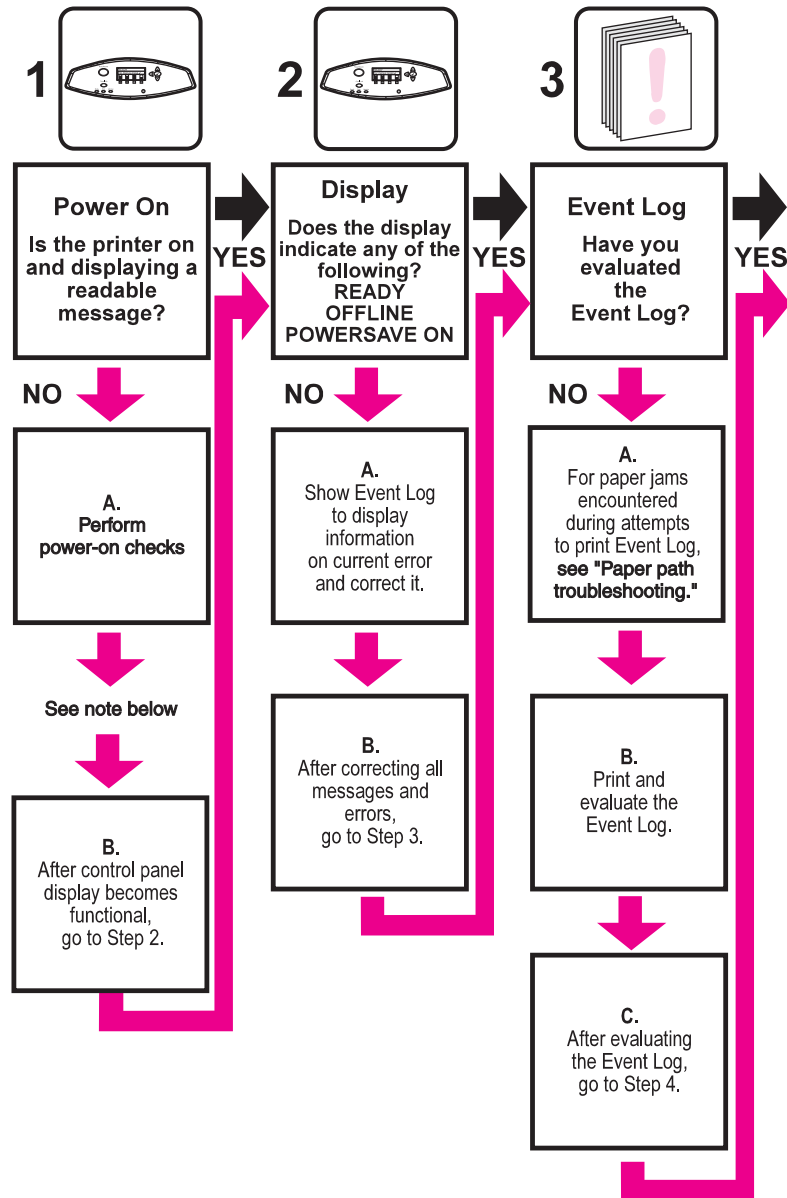 1
2
3
Power On
Is the printer on
and displaying a
readable
message?
YES
NO
A.
Perform
power-on checks
See note below
B.
After control panel
display becomes
functional,
go to Step 2.
Display
Does the display
indicate any of the
following?
READY
OFFLINE
POWERSAVE ON
YES
NO
A.
Show Event Log
to display
information
on current error
and correct it.
B.
After correcting all
messages and
errors,
go to Step 3.
Event Log
Have you
evaluated
the
Event Log?
YES
NO
A.
For paper jams
encountered
during attempts
to print Event Log,
see "Paper path
troubleshooting."
B.
Print and
evaluate the
Event Log.
C.
After evaluating
the Event Log,
go to Step 4.